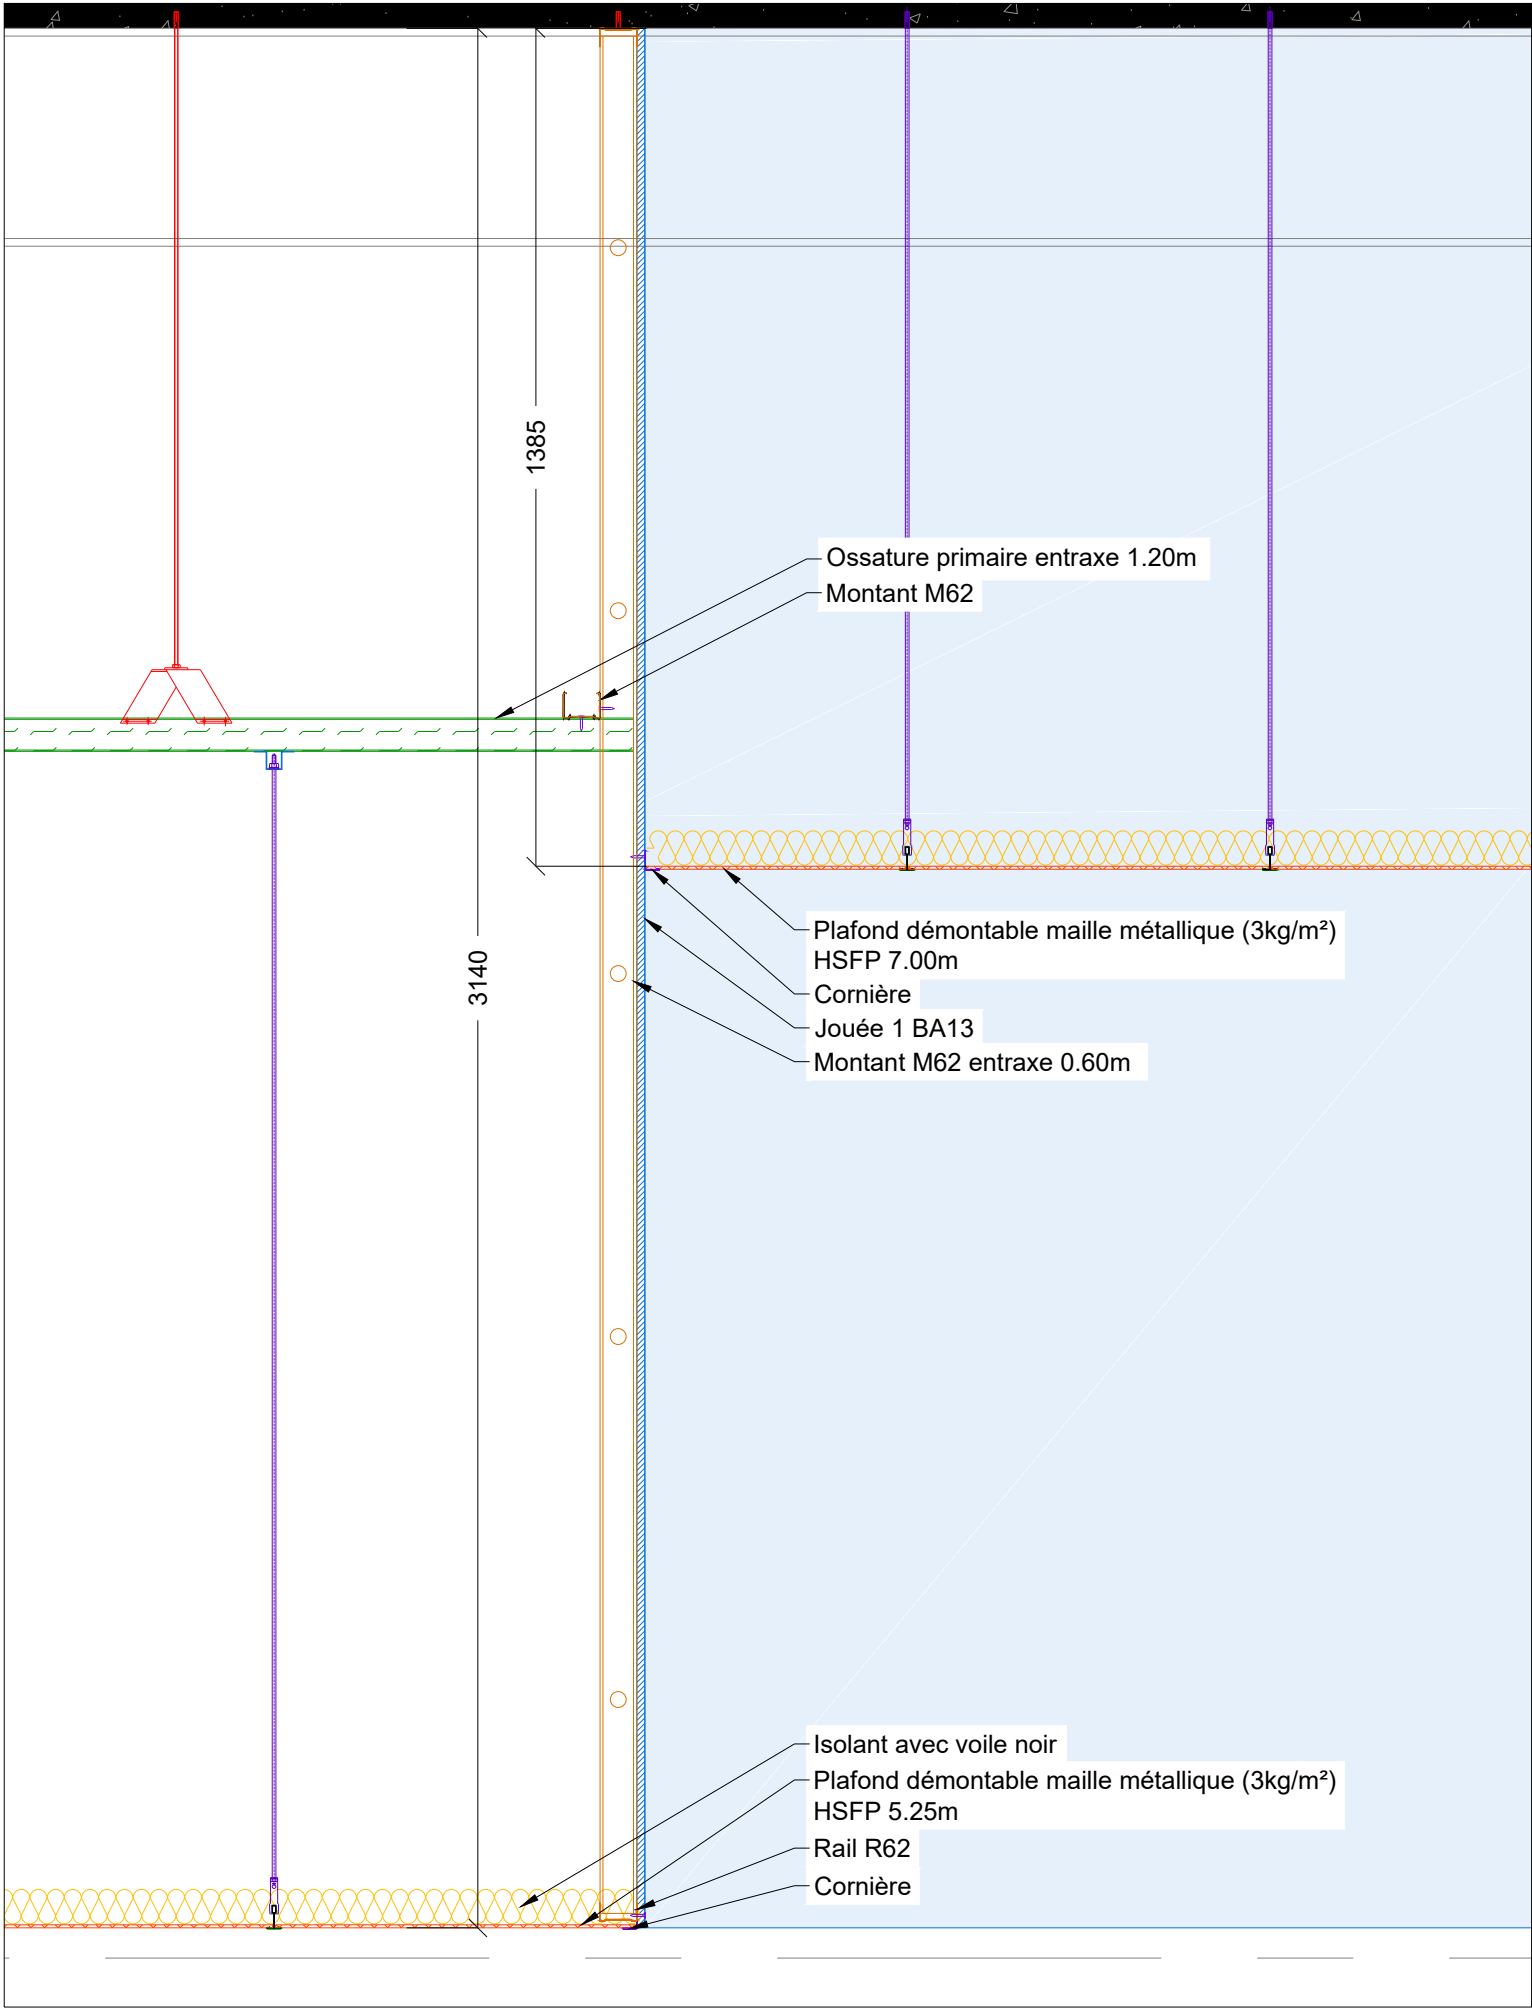 1385
Ossature primaire entraxe 1.20m
Montant M62
Plafond démontable maille métallique (3kg/m²)
HSFP 7.00m
3140
Cornière
Jouée 1 BA13
Montant M62 entraxe 0.60m
Isolant avec voile noir
Plafond démontable maille métallique (3kg/m²)
HSFP 5.25m
Rail R62
Cornière